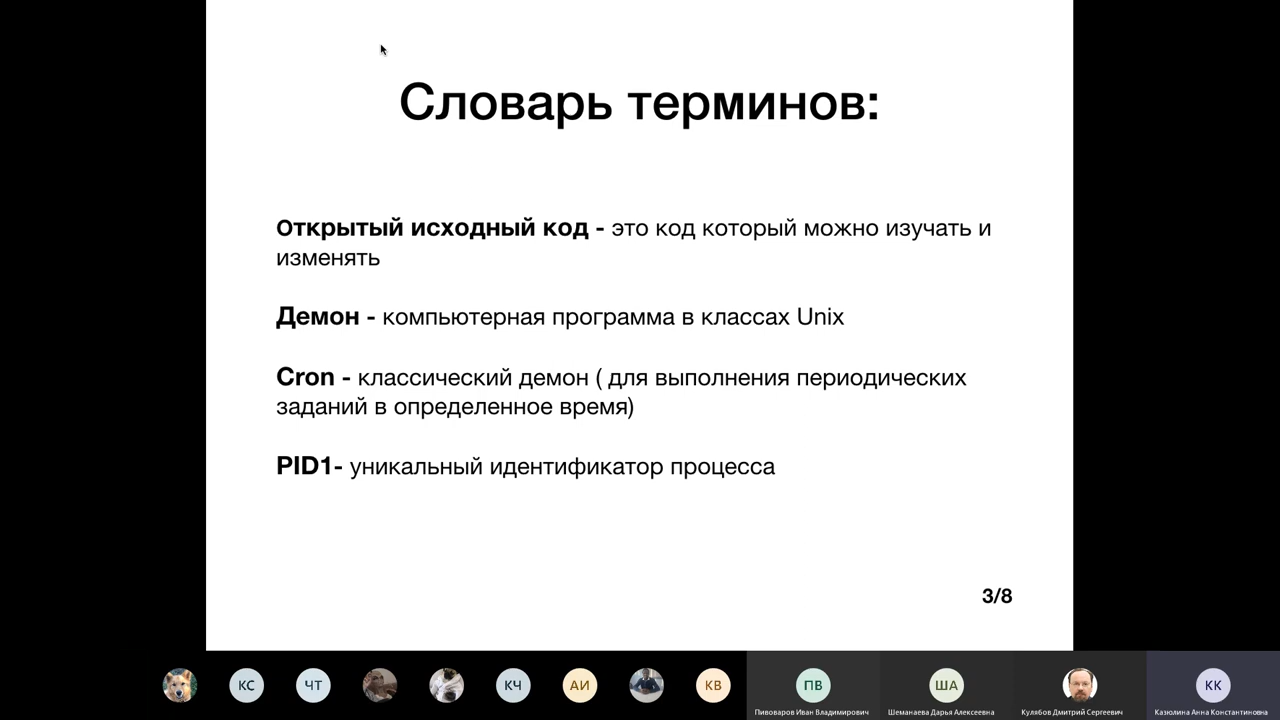 Словарь терминов:
Открытый исходный код - это код который можно изучать и
изменять
Демон - компьютерная программа в классах Unix
Cron - классический демон ( для выполнения периодических
заданий в определенное время)
PID1- уникальный идентификатор процесса
3/8
КС
ЧТ
КЧ
АИ
КВ
ПВ
ША
КК
Пивоваров Иван Владимирович
Шеманаева Дарья Алексеевна
Кулябов Дмитрий Сергеевич
Казюлина Анна Константиновна